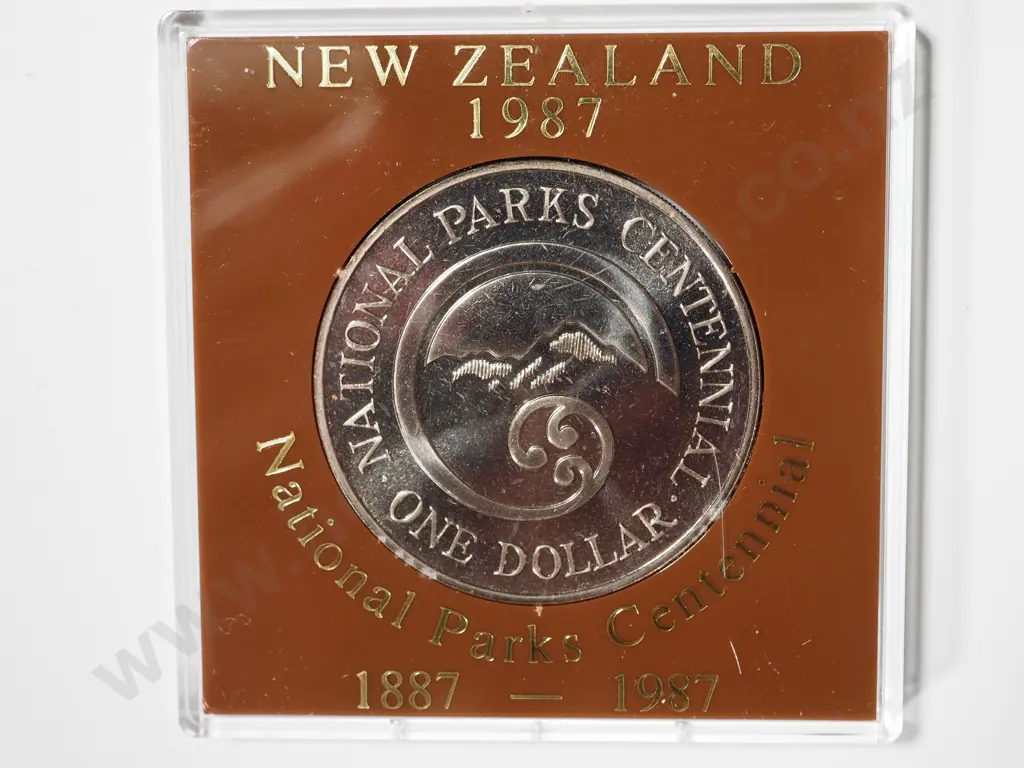 NEW ZEALAND
1987
NATIONAL PARKS CENTENNIAL
ONE DOLLAR
National Parks Centennial
1887 — 1987